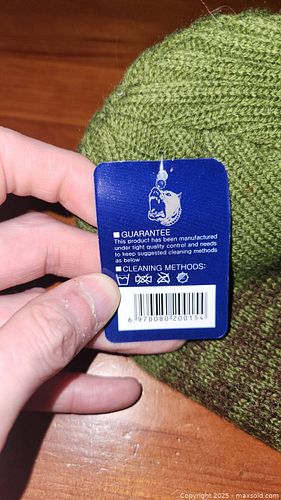 ■ GUARANTEE
This product has been manufactured
under tight quality control and needs
to keep suggested cleaning methods
as below
■ CLEANING METHODS:
6 970080 200154
Copyright 2025 - maxsold.com